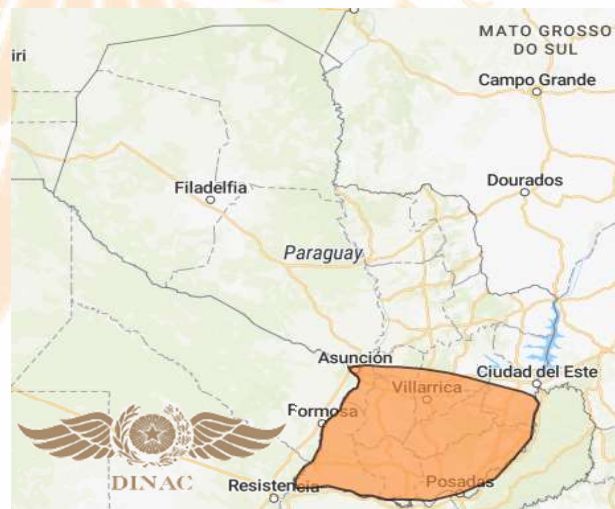 iri
MATO GROSSO
DO SUL
Campo Grande
Filadelfia
Dourados
Paraguay
Asunción
Ciudad del Este
Villarrica
Formosa
DINAC
Resistencia
Posadas